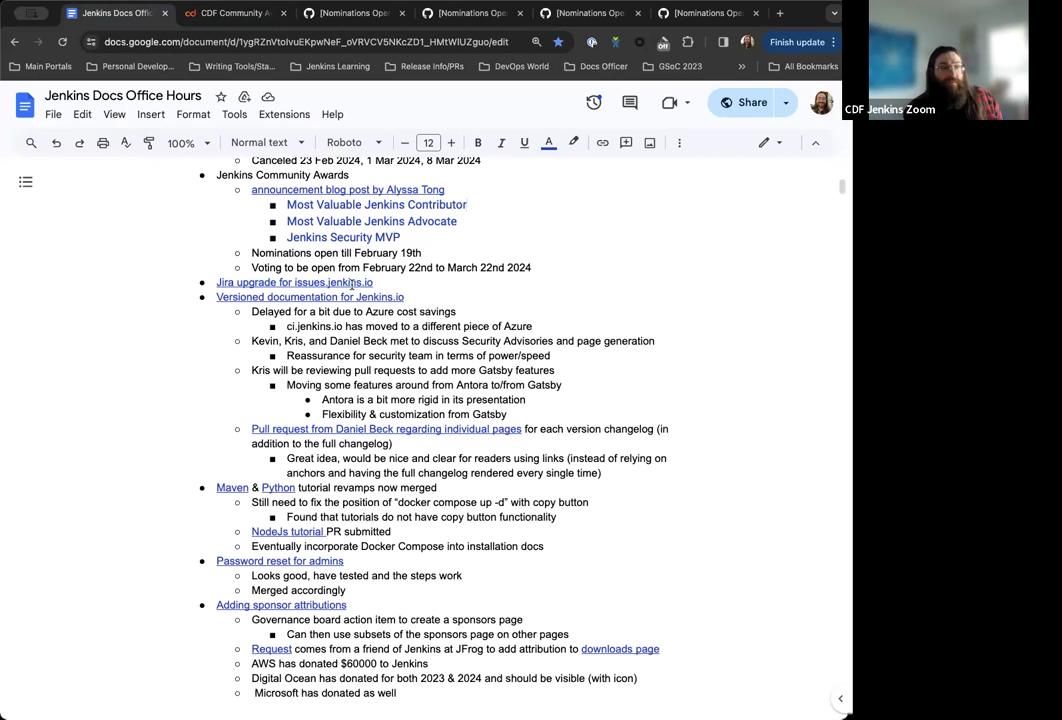 Jenkins Docs Offic
CDF Community A
[Nominations Oper
[Nominations Oper
[Nominations Oper
[Nominations Oper
docs.google.com/document/d/1ygRZnVtoIvuEKpwNeF_oVRVCV5NKcZD1_HMtWlUZguo/edit
Off
Finish update
Main Portals
Personal Develop...
Writing Tools/Sta...
Jenkins Learning
Release Info/PRs
DevOps World
Docs Officer
GSoC 2023
»
All Bookmarks
Jenkins Docs Office Hours
File Edit View Insert Format Tools Extensions Help
Share
100%
Normal text
Roboto
12
Canceled 23 Feb 2024, 1 Mar 2024, 8 Mar 2024
Jenkins Community Awards
announcement blog post by Alyssa Tong
Most Valuable Jenkins Contributor
Most Valuable Jenkins Advocate
Jenkins Security MVP
Nominations open till February 19th
Voting to be open from February 22nd to March 22nd 2024
Jira upgrade for issues.jenkins.io
Versioned documentation for Jenkins.io
Delayed for a bit due to Azure cost savings
ci.jenkins.io has moved to a different piece of Azure
Kevin, Kris, and Daniel Beck met to discuss Security Advisories and page generation
Reassurance for security team in terms of power/speed
Kris will be reviewing pull requests to add more Gatsby features
Moving some features around from Antora to/from Gatsby
Antora is a bit more rigid in its presentation
Flexibility & customization from Gatsby
Pull request from Daniel Beck regarding individual pages for each version changelog (in
addition to the full changelog)
Great idea, would be nice and clear for readers using links (instead of relying on
anchors and having the full changelog rendered every single time)
Maven & Python tutorial revamps now merged
Still need to fix the position of “docker compose up -d” with copy button
Found that tutorials do not have copy button functionality
NodeJs tutorial PR submitted
Eventually incorporate Docker Compose into installation docs
Password reset for admins
Looks good, have tested and the steps work
Merged accordingly
Adding sponsor attributions
Governance board action item to create a sponsors page
Can then use subsets of the sponsors page on other pages
Request comes from a friend of Jenkins at JFrog to add attribution to downloads page
AWS has donated $60000 to Jenkins
Digital Ocean has donated for both 2023 & 2024 and should be visible (with icon)
Microsoft has donated as well
CDF Jenkins Zoom